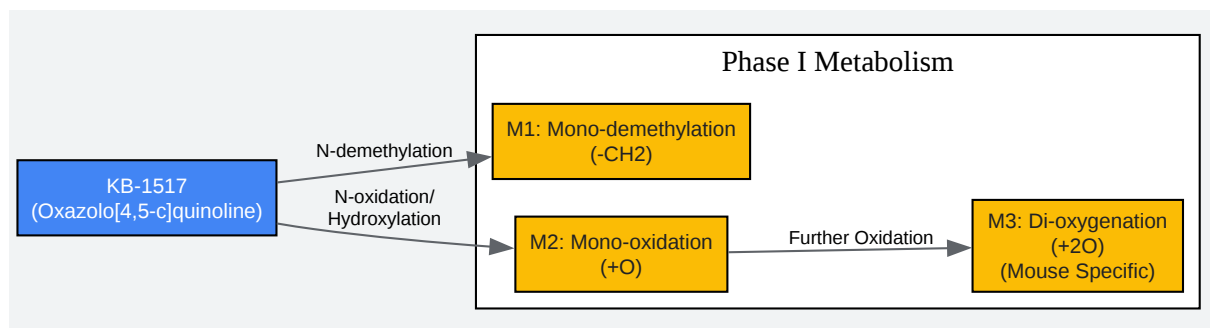 Phase I Metabolism
KB-1517
(Oxazolo[4,5-c]quinoline)
N-demethylation
M1: Mono-demethylation
(-CH2)
N-oxidation/
Hydroxylation
M2: Mono-oxidation
(+O)
Further Oxidation
M3: Di-oxygenation
(+2O)
(Mouse Specific)